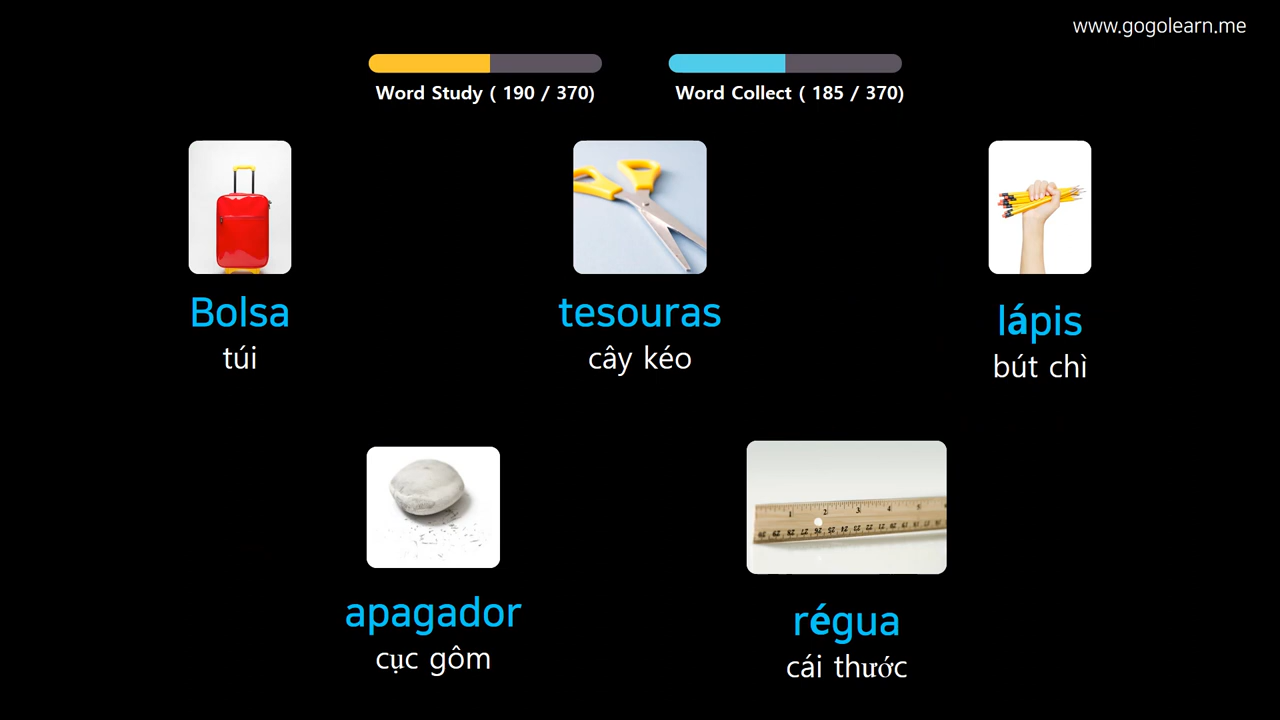 www.gogolearn.me
Word Study ( 190 / 370)
Word Collect ( 185 / 370)
Bolsa
túi
tesouras
cây kéo
lápis
bút chì
apagador
cục gôm
régua
cái thước